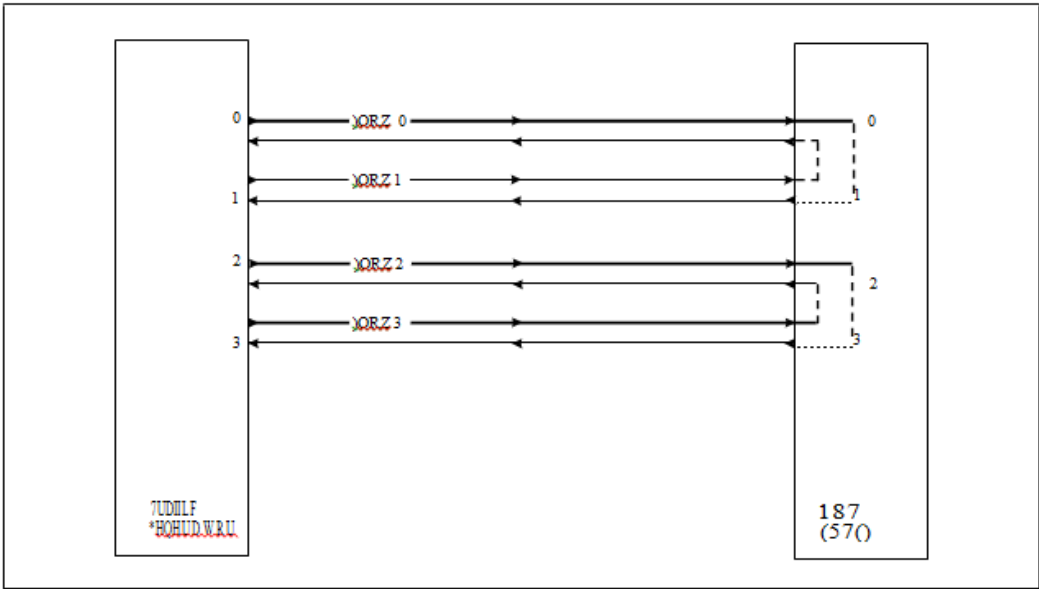 0 )ORZ 0 0
)ORZ 1
1 1
2 )ORZ 2
2
)ORZ 3
3 3
7UDIILF
*HQHUDWRU
187
(57()